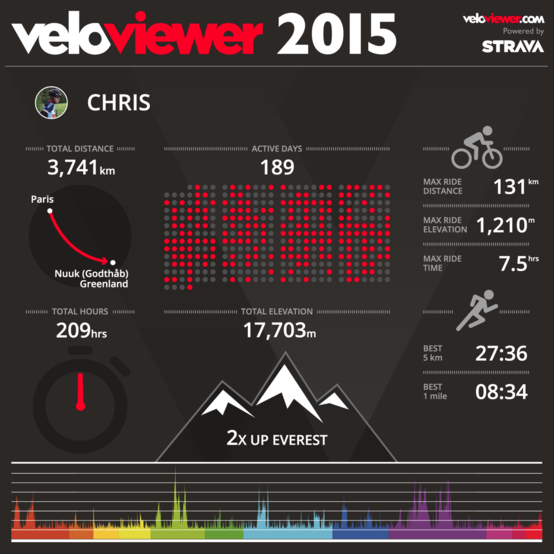 veloviewer 2015
veloviewer.com
Powered by
STRAVA
CHRIS
TOTAL DISTANCE
3,741km
Paris
Nuuk (Godthåb)
Greenland
ACTIVE DAYS
189
MAX RIDE
DISTANCE
131km
MAX RIDE
ELEVATION
1,210m
MAX RIDE
TIME
7.5hrs
TOTAL HOURS
209hrs
TOTAL ELEVATION
17,703m
2X UP EVEREST
BEST
5 km
27:36
BEST
1 mile
08:34